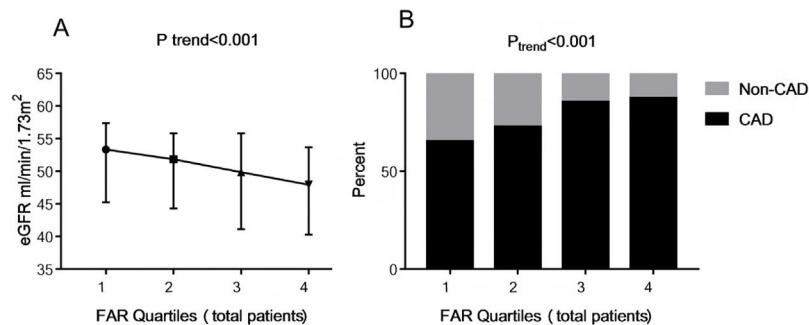 A
P trend<0.001
65
60
55
50
45
40
35
eGFR ml/min/1.73m²
1 2 3 4
FAR Quartiles ( total patients)
B
Ptrend<0.001
100
50
0
Percent
1 2 3 4
FAR Quartiles ( total patients)
Non-CAD
CAD